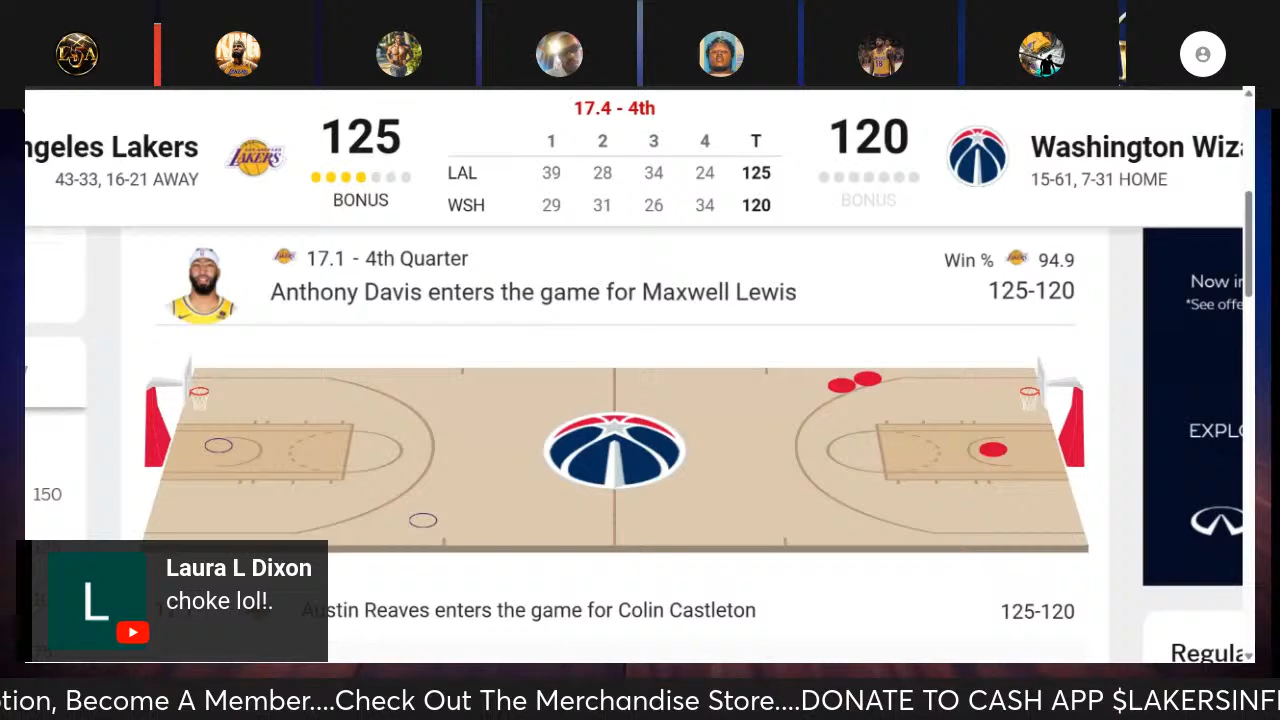 17.4 - 4th
ngeles Lakers
43-33, 16-21 AWAY
LAKERS
125
BONUS
1 2 3 4 T
LAL 39 28 34 24 125
WSH 29 31 26 34 120
120
BONUS
Washington Wiz
15-61, 7-31 HOME
17.1 - 4th Quarter
Anthony Davis enters the game for Maxwell Lewis
Win % 94.9
125-120
Now in
*See offe
EXPL
150
Laura L Dixon
choke lol!.
L
Austin Reaves enters the game for Colin Castleton
125-120
Regula
otion, Become A Member....Check Out The Merchandise Store....DONATE TO CASH APP $LAKERSINF